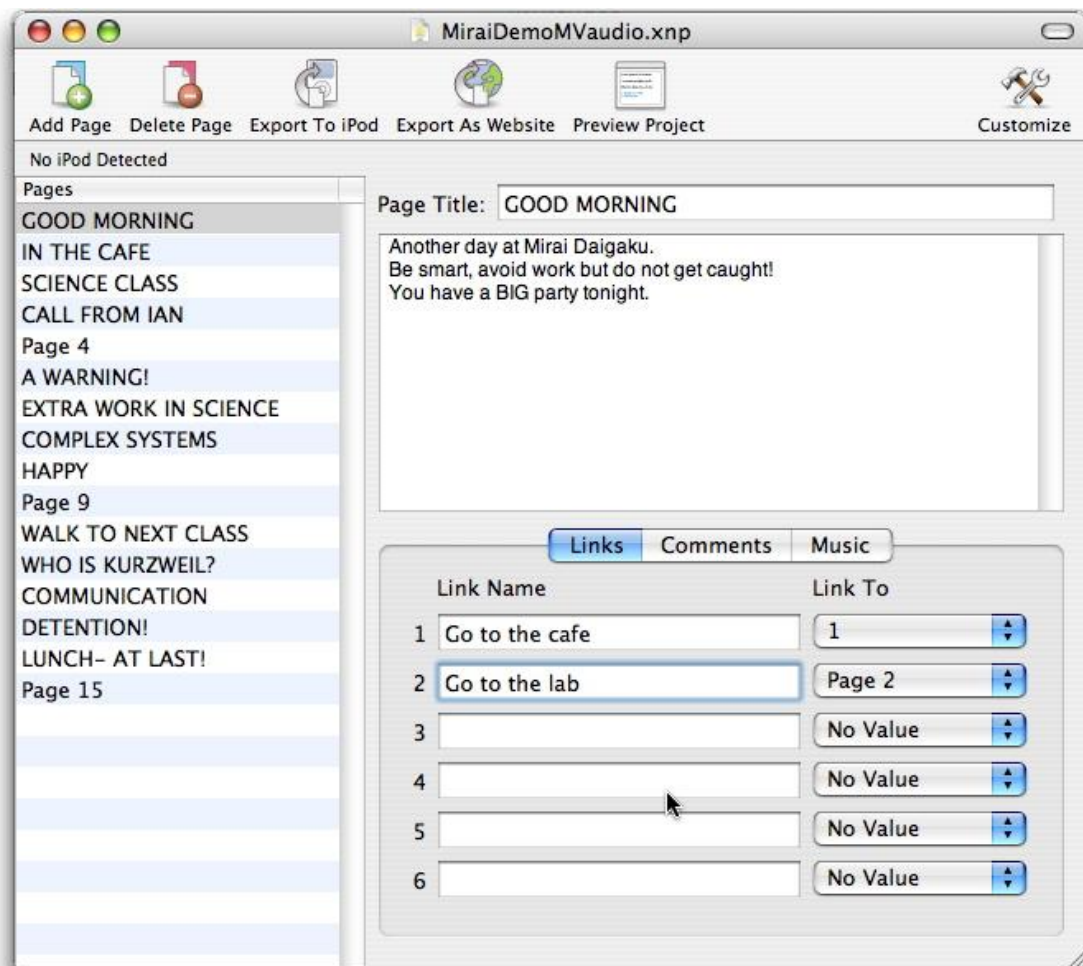 MiraiDemoMVaudio.xnp
Add Page Delete Page Export To iPod Export As Website Preview Project Customize
No iPod Detected
Pages
GOOD MORNING
IN THE CAFE
SCIENCE CLASS
CALL FROM IAN
Page 4
A WARNING!
EXTRA WORK IN SCIENCE
COMPLEX SYSTEMS
HAPPY
Page 9
WALK TO NEXT CLASS
WHO IS KURZWEIL?
COMMUNICATION
DETENTION!
LUNCH- AT LAST!
Page 15
Page Title: GOOD MORNING
Another day at Mirai Daigaku.
Be smart, avoid work but do not get caught!
You have a BIG party tonight.
Links Comments Music
Link Name Link To
1 Go to the cafe 1
2 Go to the lab Page 2
3 No Value
4 No Value
5 No Value
6 No Value